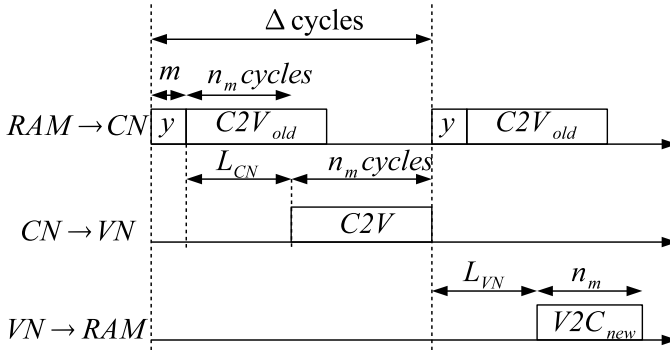 Δ cycles
m n_m cycles
RAM → CN y C2V_old y C2V_old
L_CN n_m cycles
CN → VN C2V
L_VN n_m
VN → RAM V2C_new